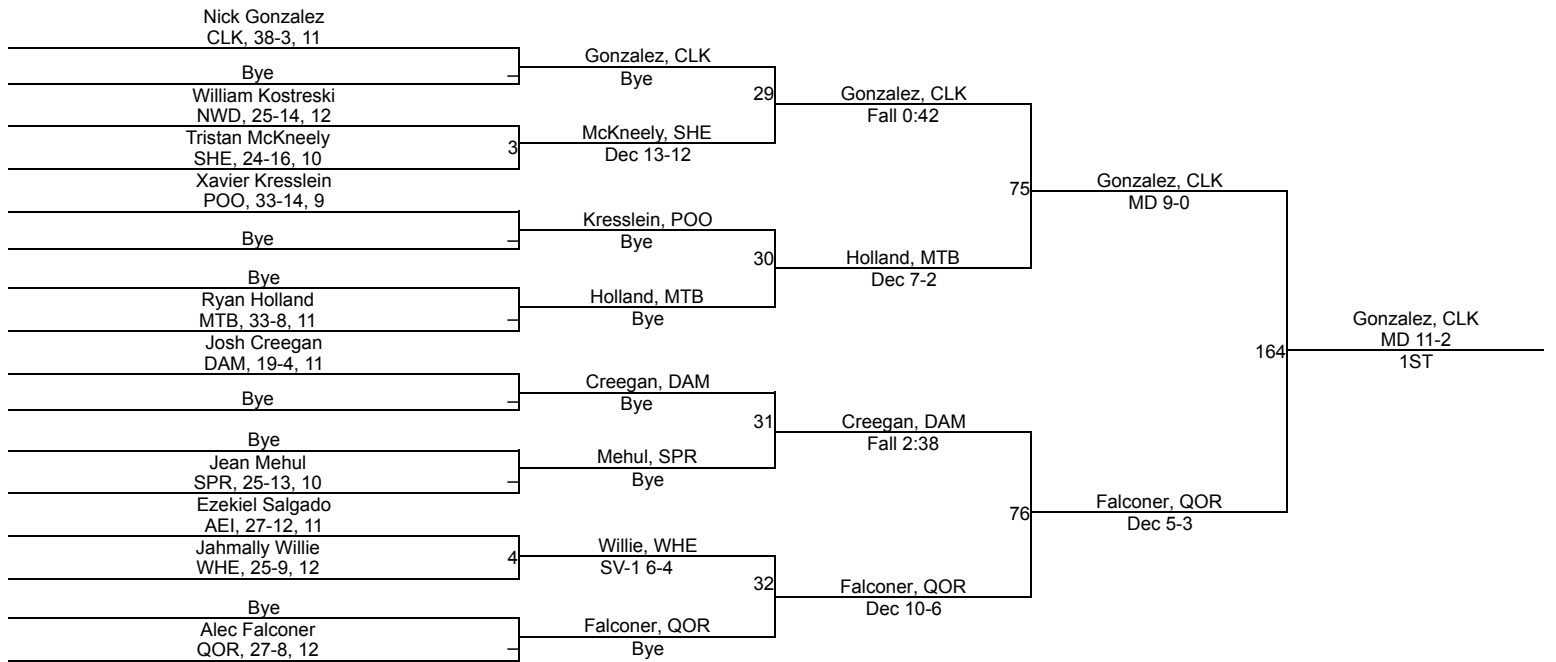 Nick Gonzalez
CLK, 38-3, 11
Bye
–
William Kostreski
NWD, 25-14, 12
Tristan McKneely
SHE, 24-16, 10
3
Xavier Kresslein
POO, 33-14, 9
Bye
–
Bye
Ryan Holland
MTB, 33-8, 11
–
Josh Creegan
DAM, 19-4, 11
Bye
–
Bye
Jean Mehul
SPR, 25-13, 10
–
Ezekiel Salgado
AEI, 27-12, 11
Jahmally Willie
WHE, 25-9, 12
4
Bye
Alec Falconer
QOR, 27-8, 12
–
Gonzalez, CLK
Bye
29
McKneely, SHE
Dec 13-12
Kresslein, POO
Bye
30
Holland, MTB
Bye
Creegan, DAM
Bye
31
Mehul, SPR
Bye
Willie, WHE
SV-1 6-4
32
Falconer, QOR
Bye
Gonzalez, CLK
Fall 0:42
75
Holland, MTB
Dec 7-2
Creegan, DAM
Fall 2:38
76
Falconer, QOR
Dec 10-6
Gonzalez, CLK
MD 9-0
164
Falconer, QOR
Dec 5-3
Gonzalez, CLK
MD 11-2
1ST